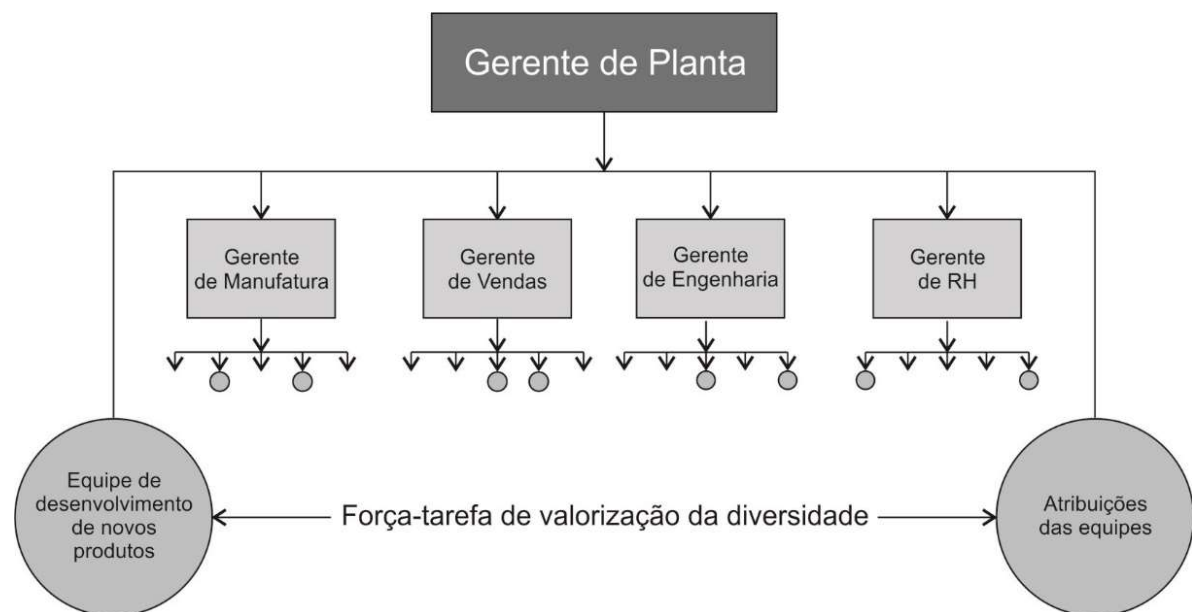 Gerente de Planta
Gerente
de Manufatura
Gerente
de Vendas
Gerente
de Engenharia
Gerente
de RH
Equipe de
desenvolvimento
de novos
produtos
Força-tarefa de valorização da diversidade
Atribuições
das equipes